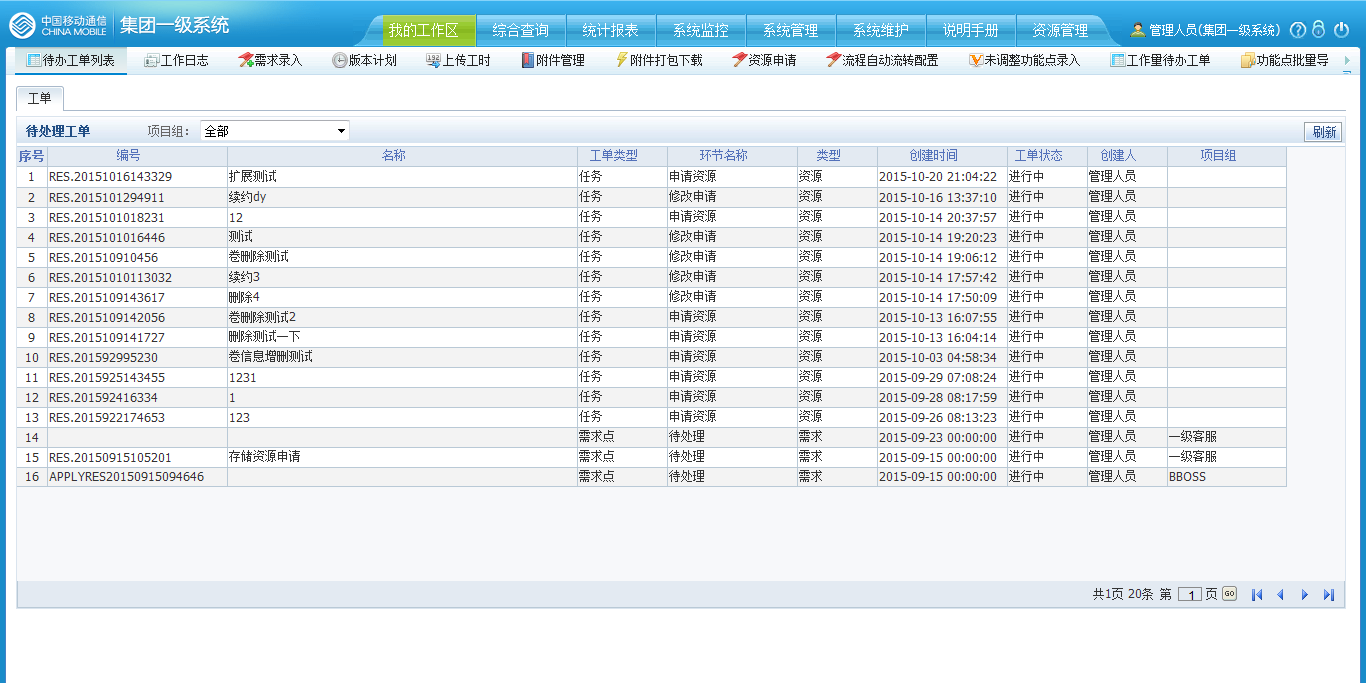 中国移动通信
CHINA MOBILE
集团一级系统
我的工作区 综合查询 统计报表 系统监控 系统管理 系统维护 说明手册 资源管理
管理人员(集团一级系统)
待办工单列表 工作日志 需求录入 版本计划 上传工时 附件管理 附件打包下载 资源申请 流程自动流转配置 未调整功能点录入 工作量待办工单 功能点批量导
工单
待处理工单 项目组: 全部 刷新
序号 编号 名称 工单类型 环节名称 类型 创建时间 工单状态 创建人 项目组
1 RES.20151016143329 扩展测试 任务 申请资源 资源 2015-10-20 21:04:22 进行中 管理人员
2 RES.2015101294911 续约dy 任务 修改申请 资源 2015-10-16 13:37:10 进行中 管理人员
3 RES.2015101018231 12 任务 申请资源 资源 2015-10-14 20:37:57 进行中 管理人员
4 RES.2015101016446 测试 任务 修改申请 资源 2015-10-14 19:20:23 进行中 管理人员
5 RES.201510910456 卷删除测试 任务 修改申请 资源 2015-10-14 19:06:12 进行中 管理人员
6 RES.20151010113032 续约3 任务 修改申请 资源 2015-10-14 17:57:42 进行中 管理人员
7 RES.2015109143617 删除4 任务 修改申请 资源 2015-10-14 17:50:09 进行中 管理人员
8 RES.2015109142056 卷删除测试2 任务 申请资源 资源 2015-10-13 16:07:55 进行中 管理人员
9 RES.2015109141727 删除测试一下 任务 申请资源 资源 2015-10-13 16:04:14 进行中 管理人员
10 RES.201592995230 卷信息增删测试 任务 申请资源 资源 2015-10-03 04:58:34 进行中 管理人员
11 RES.2015925143455 1231 任务 申请资源 资源 2015-09-29 07:08:24 进行中 管理人员
12 RES.201592416334 1 任务 申请资源 资源 2015-09-28 08:17:59 进行中 管理人员
13 RES.2015922174653 123 任务 申请资源 资源 2015-09-26 08:13:23 进行中 管理人员
14 需求点 待处理 需求 2015-09-23 00:00:00 进行中 管理人员 一级客服
15 RES.20150915105201 存储资源申请 需求点 待处理 需求 2015-09-15 00:00:00 进行中 管理人员 一级客服
16 APPLYRES20150915094646 需求点 待处理 需求 2015-09-15 00:00:00 进行中 管理人员 BBOSS
共1页 20条 第 1 页 GO